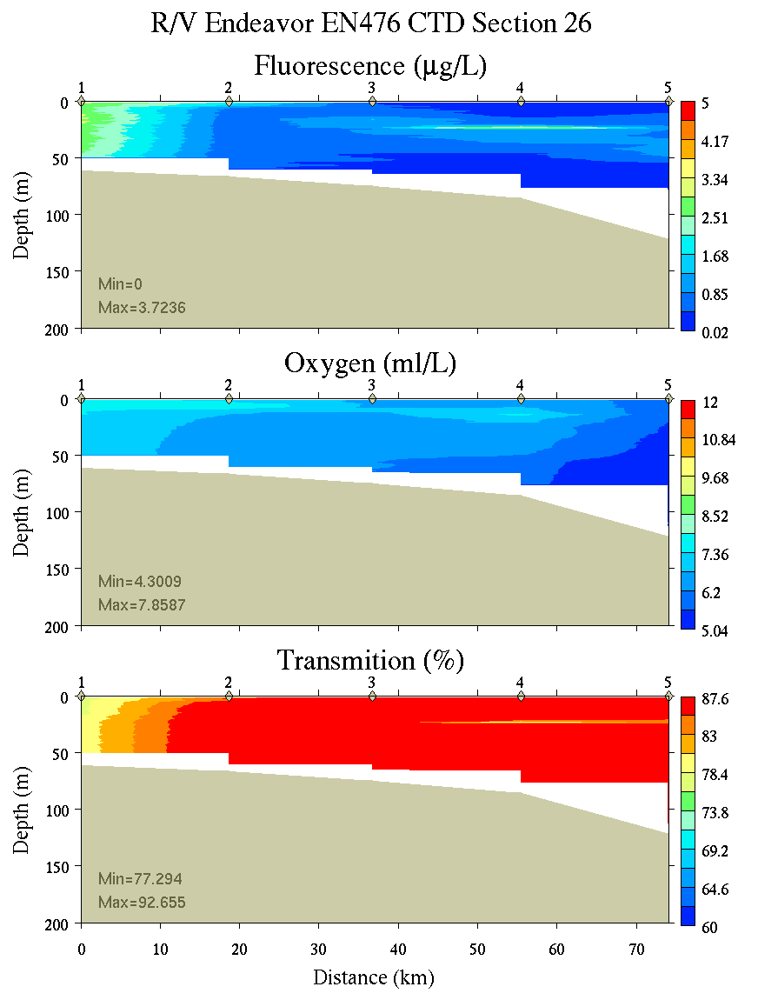 R/V Endeavor EN476 CTD Section 26
Fluorescence (µg/L)
1 2 3 4 5
0
50
100
150
200
Depth (m)
Min=0
Max=3.7236
5
4.17
3.34
2.51
1.68
0.85
0.02
Oxygen (ml/L)
1 2 3 4 5
0
50
100
150
200
Depth (m)
Min=4.3009
Max=7.8587
12
10.84
9.68
8.52
7.36
6.2
5.04
Transmition (%)
1 2 3 4 5
0
50
100
150
200
Depth (m)
Min=77.294
Max=92.655
87.6
83
78.4
73.8
69.2
64.6
60
0 10 20 30 40 50 60 70
Distance (km)